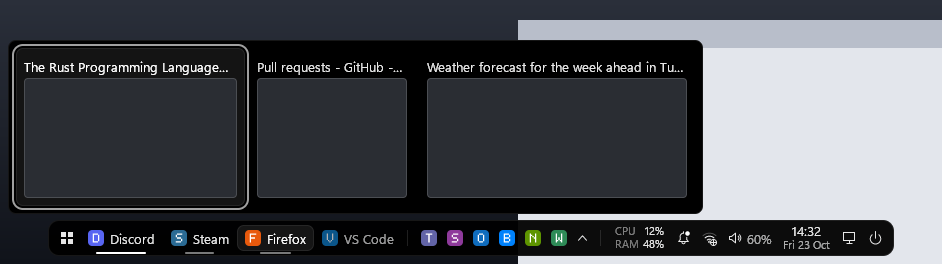 The Rust Programming Language...
Pull requests - GitHub -...
Weather forecast for the week ahead in Tu...
D Discord S Steam F Firefox V VS Code T S O B N W CPU 12% 60% 14:32
RAM 48% Fri 23 Oct